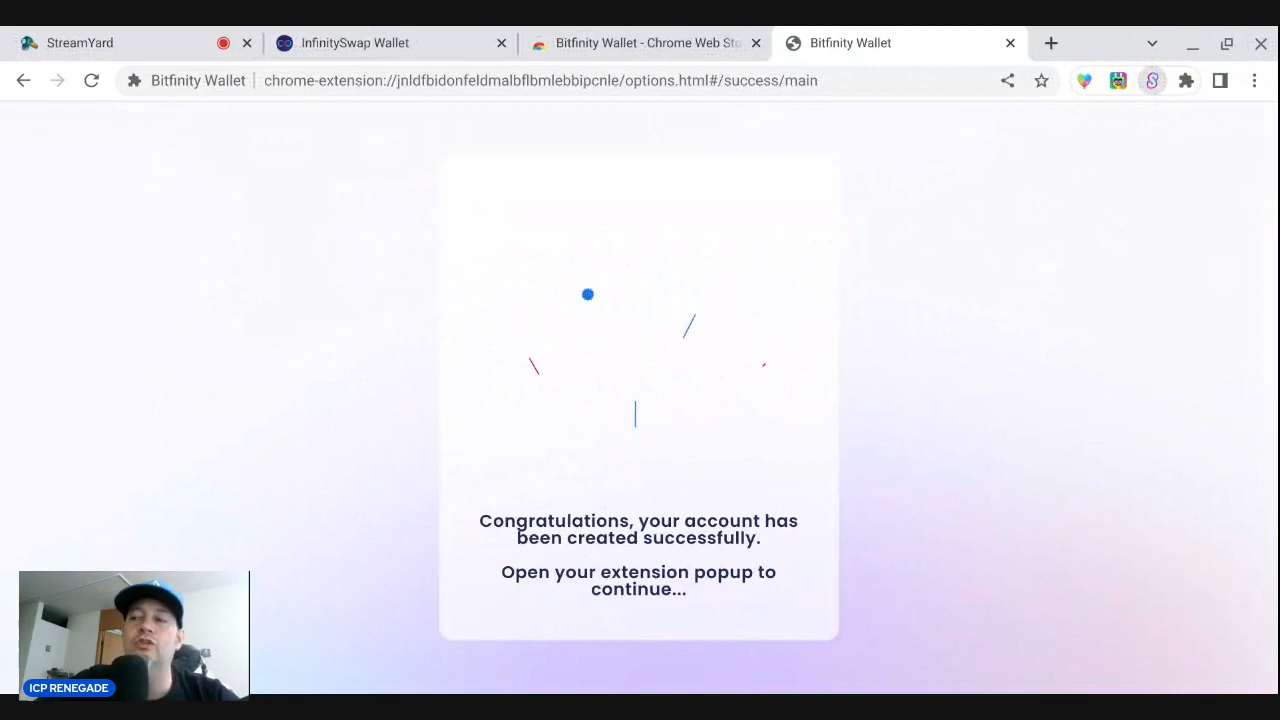 StreamYard
InfinitySwap Wallet
Bitfinity Wallet - Chrome Web Sto
Bitfinity Wallet
Bitfinity Wallet
chrome-extension://jnldfbidonfeldmalbflbmlebbipcnle/options.html#/success/main
Congratulations, your account has
been created successfully.
Open your extension popup to
continue...
ICP RENEGADE